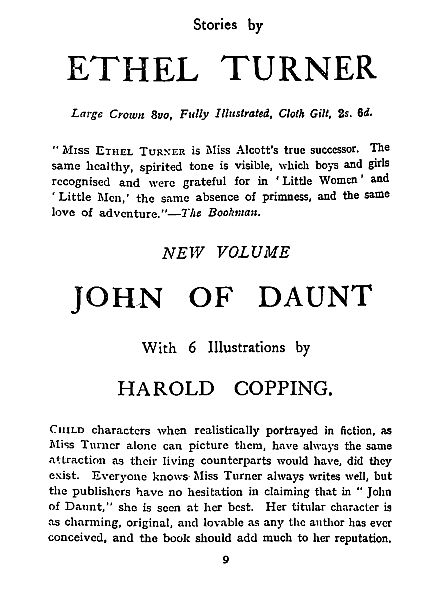 Stories by
ETHEL TURNER
Large Crown 8vo, Fully Illustrated, Cloth Gilt, 2s. 6d.
"Miss Ethel Turner is Miss Alcott's true successor. The
same healthy, spirited tone is visible, which boys and girls
recognised and were grateful for in 'Little Women' and
'Little Men,' the same absence of primness, and the same
love of adventure."—The Bookman.
NEW VOLUME
JOHN OF DAUNT
With 6 Illustrations by
HAROLD COPPING.
Child characters when realistically portrayed in fiction, as
Miss Turner alone can picture them, have always the same
attraction as their living counterparts would have, did they
exist. Everyone knows Miss Turner always writes well, but
the publishers have no hesitation in claiming that in "John
of Daunt," she is seen at her best. Her titular character is
as charming, original, and lovable as any the author has ever
conceived, and the book should add much to her reputation.
9